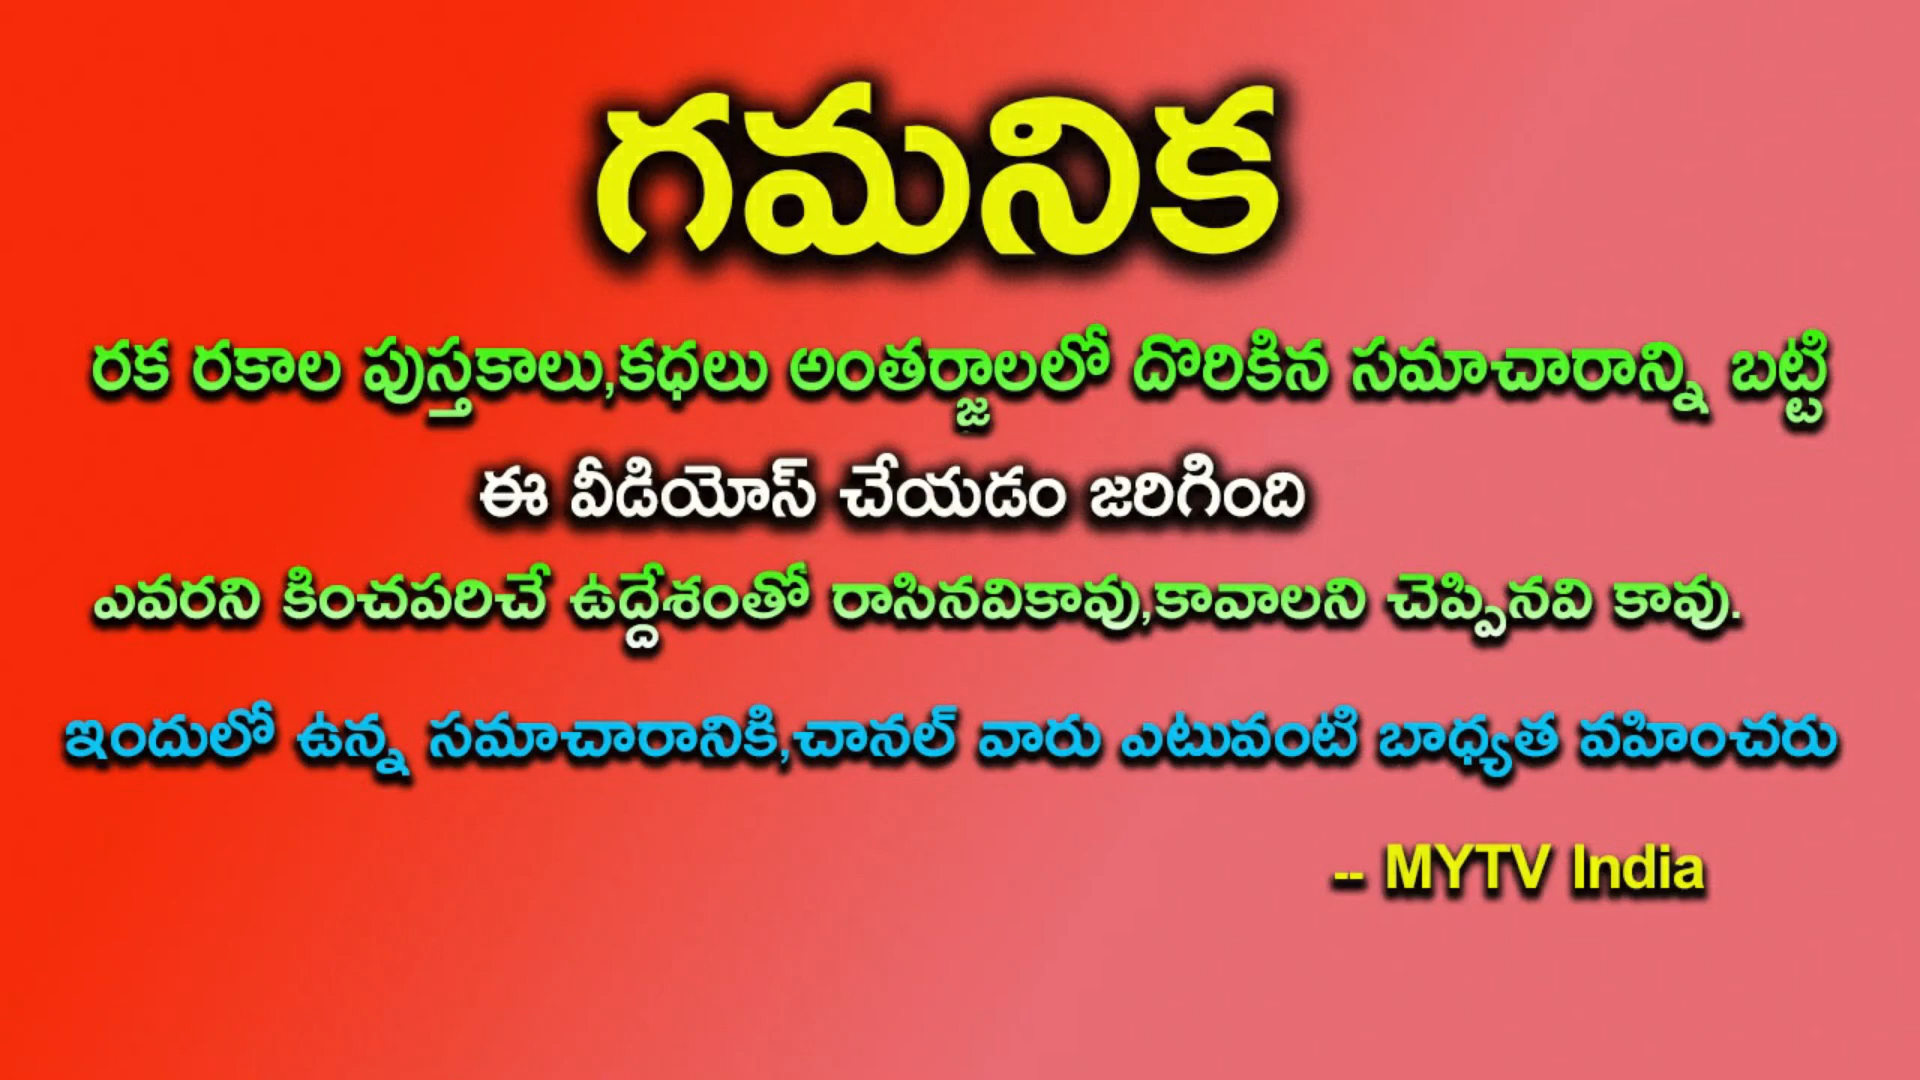 గమనిక
రక రకాల పుస్తకాలు,కధలు అంతర్జాలలో దొరికిన సమాచారాన్ని బట్టి
ఈ వీడియోస్ చేయడం జరిగింది
ఎవరని కించపరిచే ఉద్దేశంతో రాసినవికావు,కావాలని చెప్పినవి కావు.
ఇందులో ఉన్న సమాచారానికి,చానల్ వారు ఎటువంటి బాధ్యత వహించరు
-- MYTV India